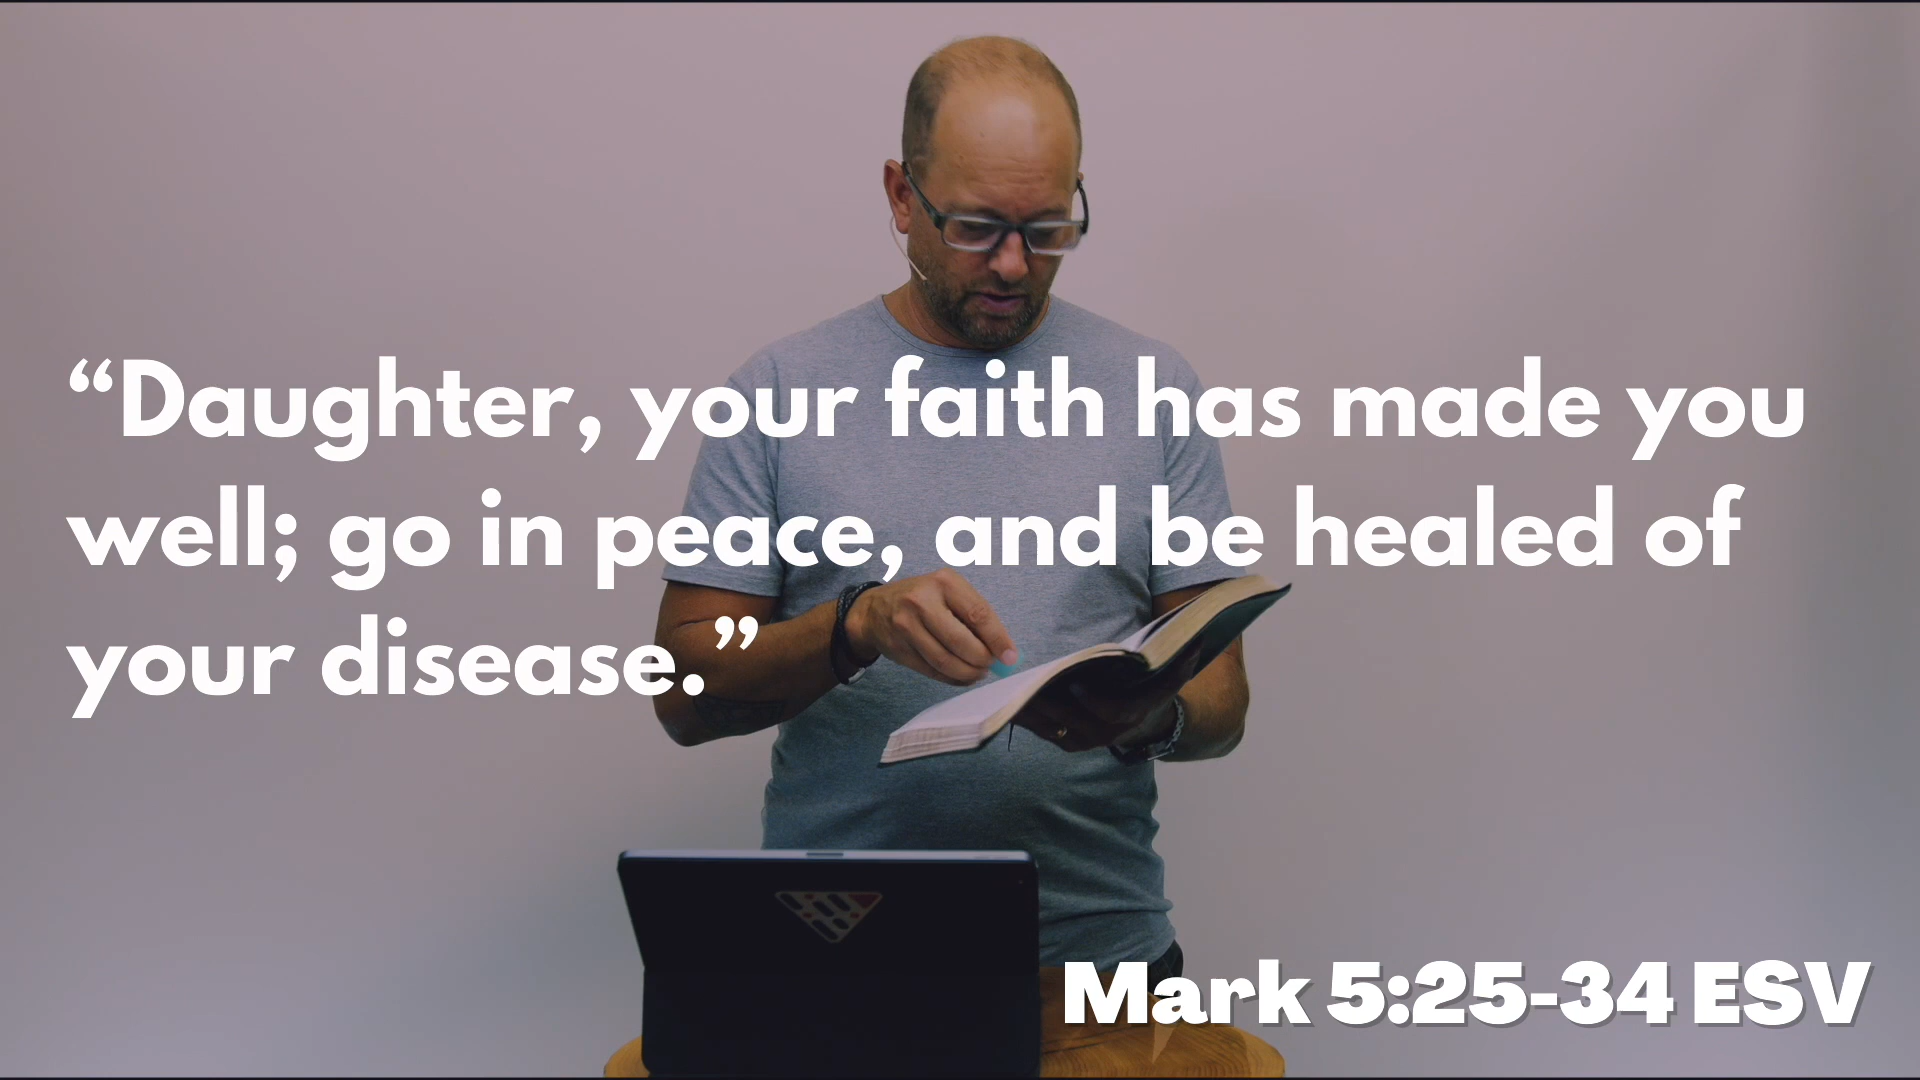 “Daughter, your faith has made you
well; go in peace, and be healed of
your disease.”
Mark 5:25-34 ESV